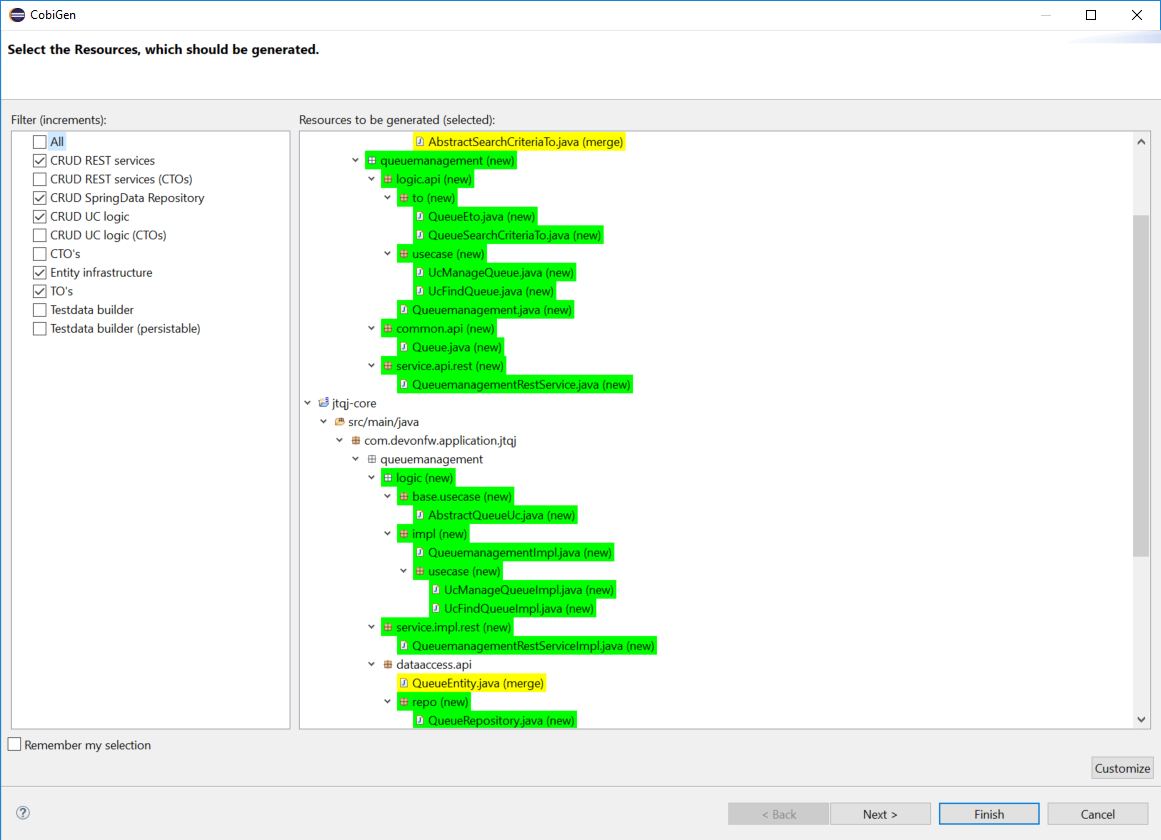 CobiGen
Select the Resources, which should be generated.
Filter (increments):
All
CRUD REST services
CRUD REST services (CTOs)
CRUD SpringData Repository
CRUD UC logic
CRUD UC logic (CTOs)
CTO's
Entity infrastructure
TO's
Testdata builder
Testdata builder (persistable)
Resources to be generated (selected):
AbstractSearchCriteriaTo.java (merge)
queuemanagement (new)
logic.api (new)
to (new)
QueueEto.java (new)
QueueSearchCriteriaTo.java (new)
usecase (new)
UcManageQueue.java (new)
UcFindQueue.java (new)
Queuemanagement.java (new)
common.api (new)
Queue.java (new)
service.api.rest (new)
QueuemanagementRestService.java (new)
jtqj-core
src/main/java
com.devonfw.application.jtqj
queuemanagement
logic (new)
base.usecase (new)
AbstractQueueUc.java (new)
impl (new)
QueuemanagementImpl.java (new)
usecase (new)
UcManageQueueImpl.java (new)
UcFindQueueImpl.java (new)
service.impl.rest (new)
QueuemanagementRestServiceImpl.java (new)
dataaccess.api
QueueEntity.java (merge)
repo (new)
QueueRepository.java (new)
Remember my selection
Customize
?
< Back
Next >
Finish
Cancel